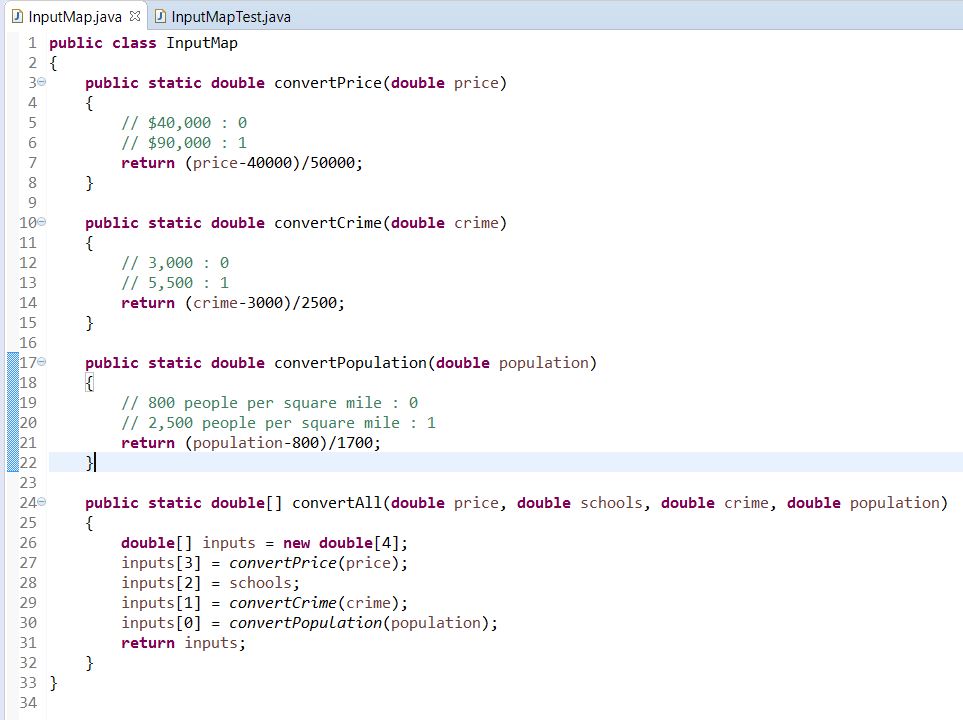 InputMap.java InputMapTest.java
1 public class InputMap
2 {
3 public static double convertPrice(double price)
4 {
5 // $40,000 : 0
6 // $90,000 : 1
7 return (price-40000)/50000;
8 }
9
10 public static double convertCrime(double crime)
11 {
12 // 3,000 : 0
13 // 5,500 : 1
14 return (crime-3000)/2500;
15 }
16
17 public static double convertPopulation(double population)
18 {
19 // 800 people per square mile : 0
20 // 2,500 people per square mile : 1
21 return (population-800)/1700;
22 }
23
24 public static double[] convertAll(double price, double schools, double crime, double population)
25 {
26 double[] inputs = new double[4];
27 inputs[3] = convertPrice(price);
28 inputs[2] = schools;
29 inputs[1] = convertCrime(crime);
30 inputs[0] = convertPopulation(population);
31 return inputs;
32 }
33 }
34